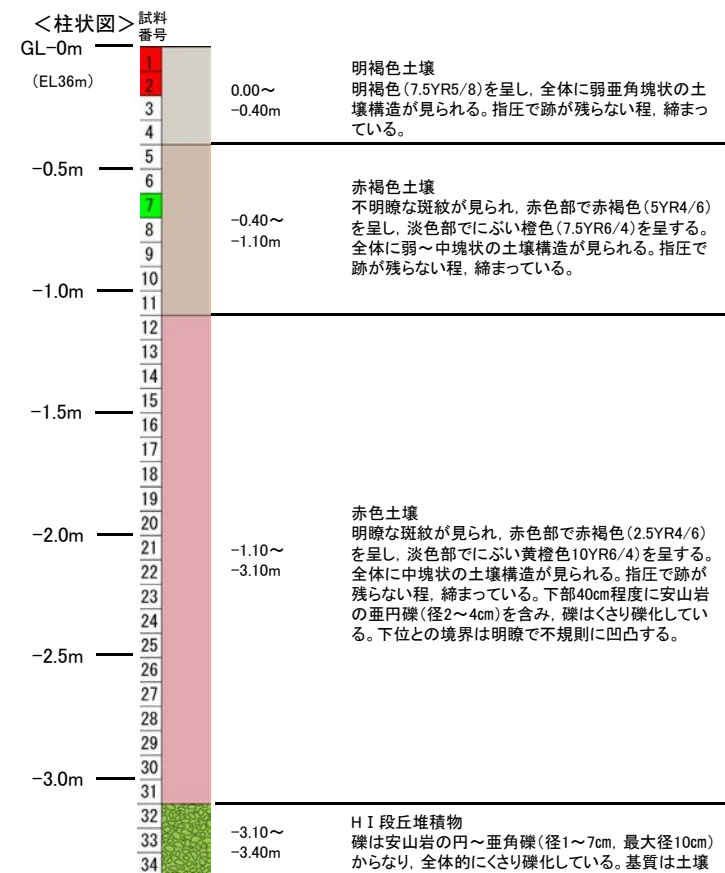 ＜柱状図＞
試料
番号
GL-0m
(EL36m)
-0.5m
-1.0m
-1.5m
-2.0m
-2.5m
-3.0m
1
2
3
4
5
6
7
8
9
10
11
12
13
14
15
16
17
18
19
20
21
22
23
24
25
26
27
28
29
30
31
32
33
34
0.00～
-0.40m
明褐色土壌
明褐色(7.5YR5/8)を呈し，全体に弱亜角塊状の土
壌構造が見られる。指圧で跡が残らない程，締まっ
ている。
-0.40～
-1.10m
赤褐色土壌
不明瞭な斑紋が見られ，赤色部で赤褐色(5YR4/6)
を呈し，淡色部でにぶい橙色(7.5YR6/4)を呈する。
全体に弱～中塊状の土壌構造が見られる。指圧で
跡が残らない程，締まっている。
-1.10～
-3.10m
赤色土壌
明瞭な斑紋が見られ，赤色部で赤褐色(2.5YR4/6)
を呈し，淡色部でにぶい黄橙色10YR6/4)を呈する。
全体に中塊状の土壌構造が見られる。指圧で跡が
残らない程，締まっている。下部40㎝程度に安山岩
の亜円礫(径2～4㎝)を含み，礫はくさり礫化してい
る。下位との境界は明瞭で不規則に凹凸する。
-3.10～
-3.40m
HⅠ段丘堆積物
礫は安山岩の円～亜角礫(径1～7㎝，最大径10㎝)
からなり，全体的にくさり礫化している。基質は土壌